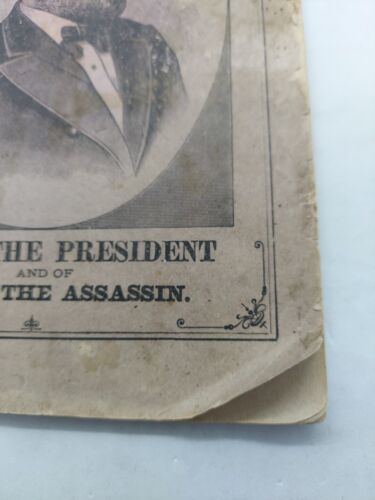 THE PRESIDENT
AND OF
THE ASSASSIN.